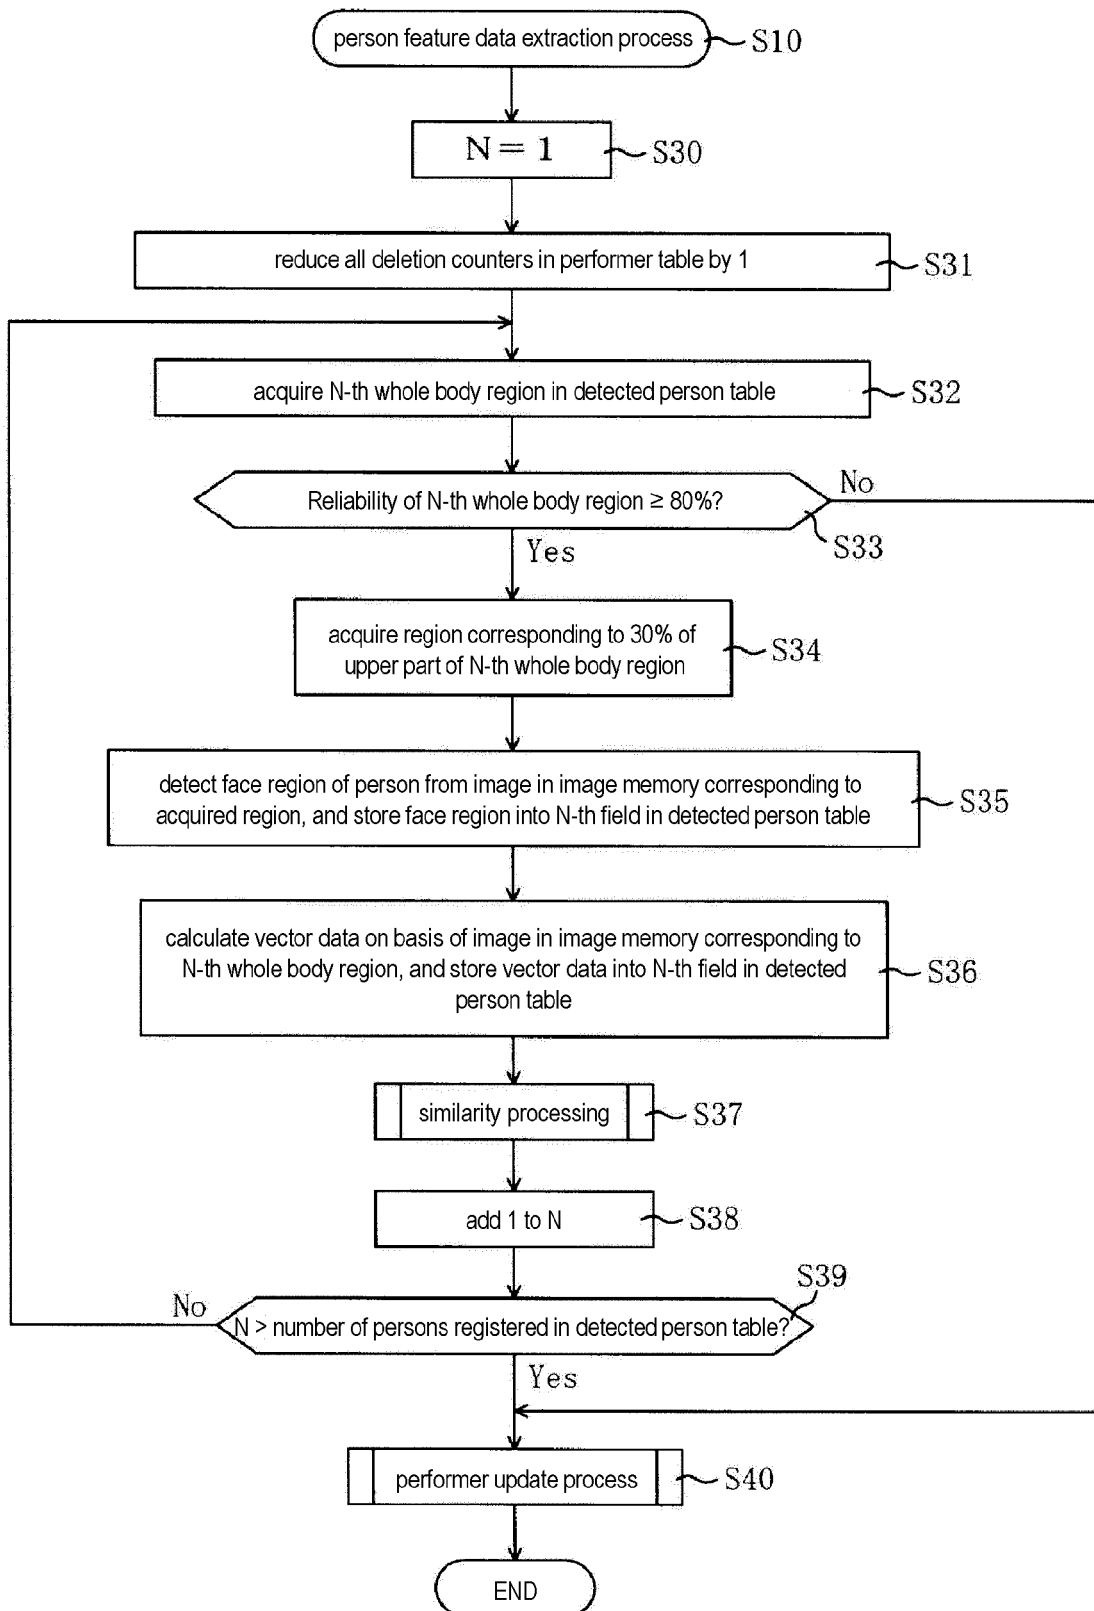 person feature data extraction process
S10
N = 1
S30
reduce all deletion counters in performer table by 1
S31
acquire N-th whole body region in detected person table
S32
Reliability of N-th whole body region ≥ 80%?
No
S33
Yes
acquire region corresponding to 30% of
upper part of N-th whole body region
S34
detect face region of person from image in image memory corresponding to
acquired region, and store face region into N-th field in detected person table
S35
calculate vector data on basis of image in image memory corresponding to
N-th whole body region, and store vector data into N-th field in detected
person table
S36
similarity processing
S37
add 1 to N
S38
S39
No
N > number of persons registered in detected person table?
Yes
performer update process
S40
END